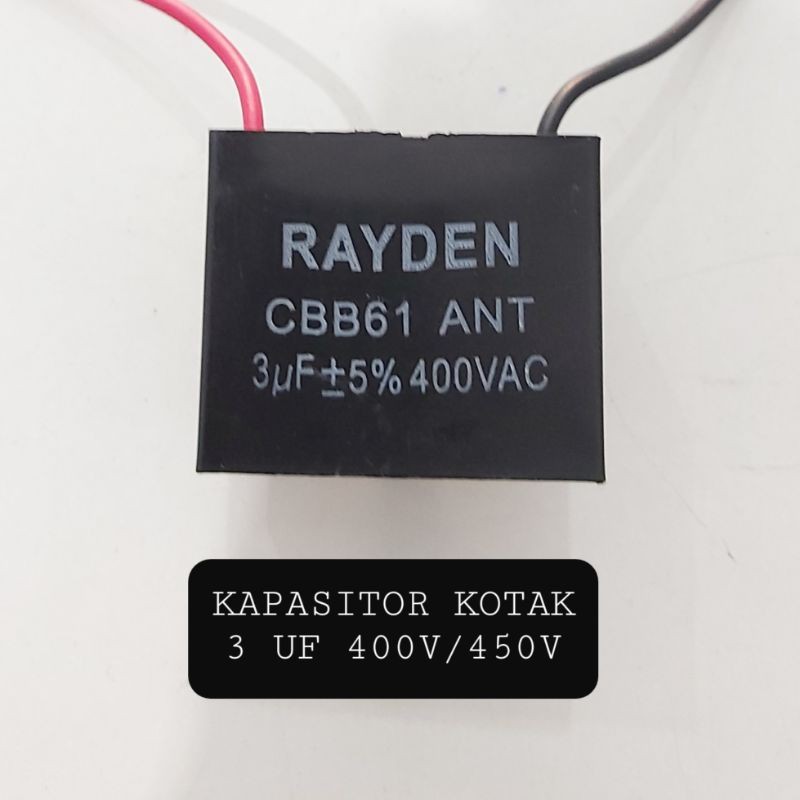 RAYDEN
CBB61 ANT
3μF±5% 400VAC
KAPASITOR KOTAK
3 UF 400V/450V